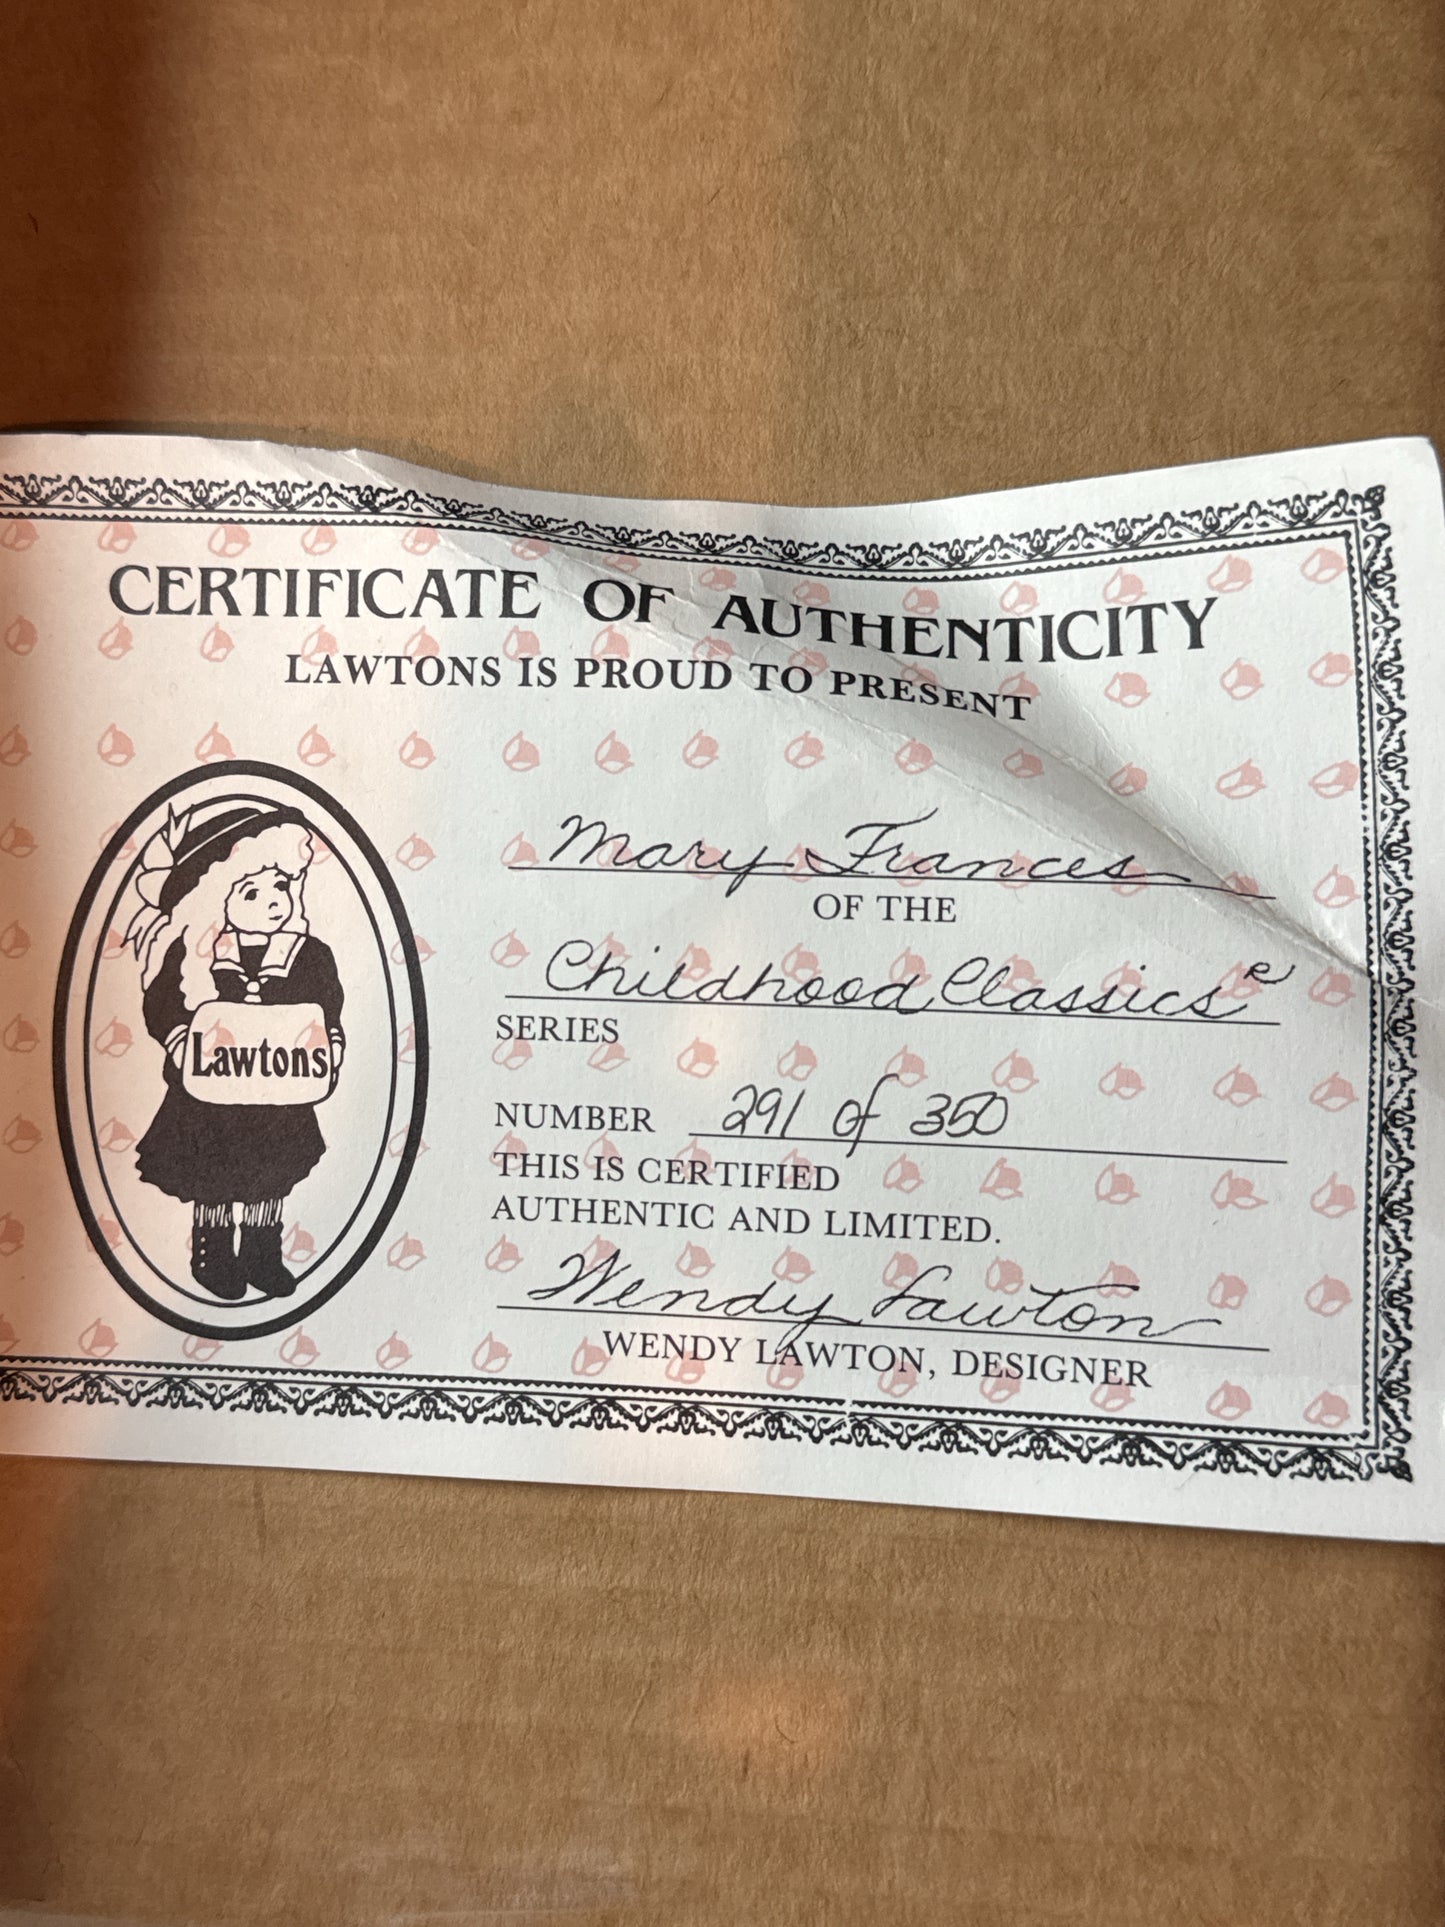 CERTIFICATE OF AUTHENTICITY
LAWTONS IS PROUD TO PRESENT
Mary Frances
OF THE
Childhood Classics ®
SERIES
NUMBER 291 of 350
THIS IS CERTIFIED
AUTHENTIC AND LIMITED.
Wendy Lawton
WENDY LAWTON, DESIGNER
Lawtons